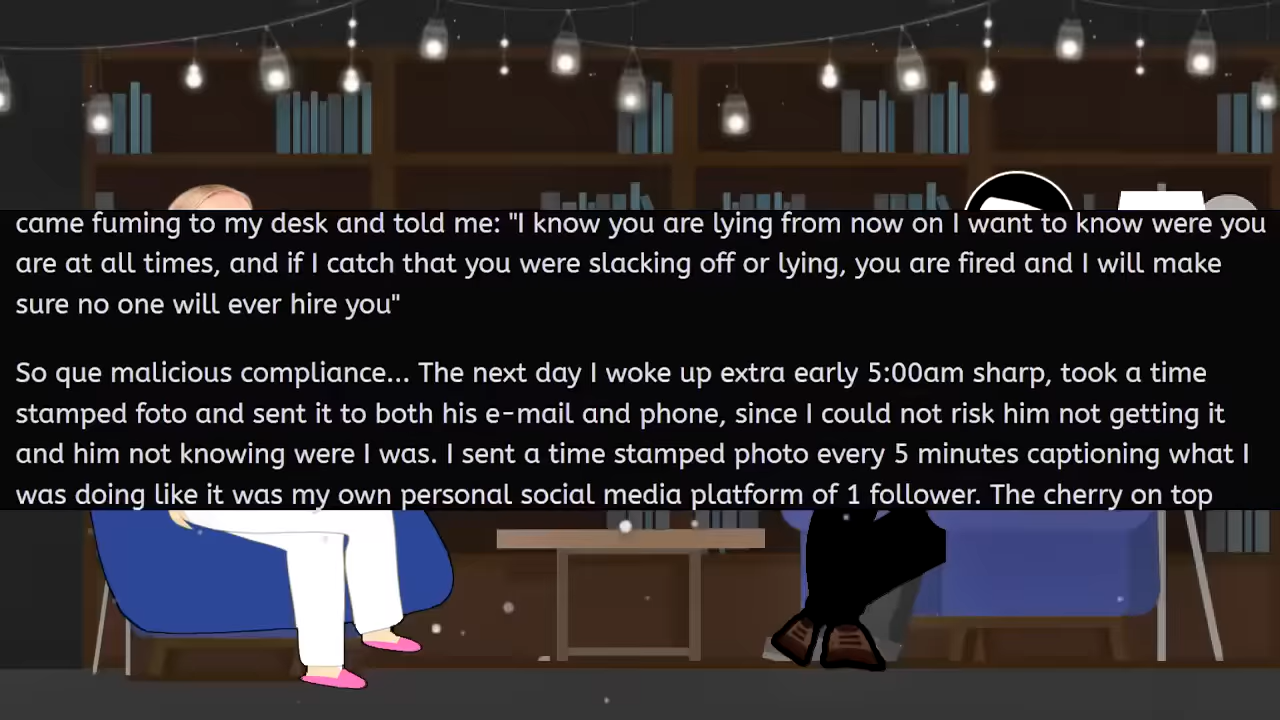 came fuming to my desk and told me: "I know you are lying from now on I want to know were you
are at all times, and if I catch that you were slacking off or lying, you are fired and I will make
sure no one will ever hire you"
So que malicious compliance... The next day I woke up extra early 5:00am sharp, took a time
stamped foto and sent it to both his e-mail and phone, since I could not risk him not getting it
and him not knowing were I was. I sent a time stamped photo every 5 minutes captioning what I
was doing like it was my own personal social media platform of 1 follower. The cherry on top